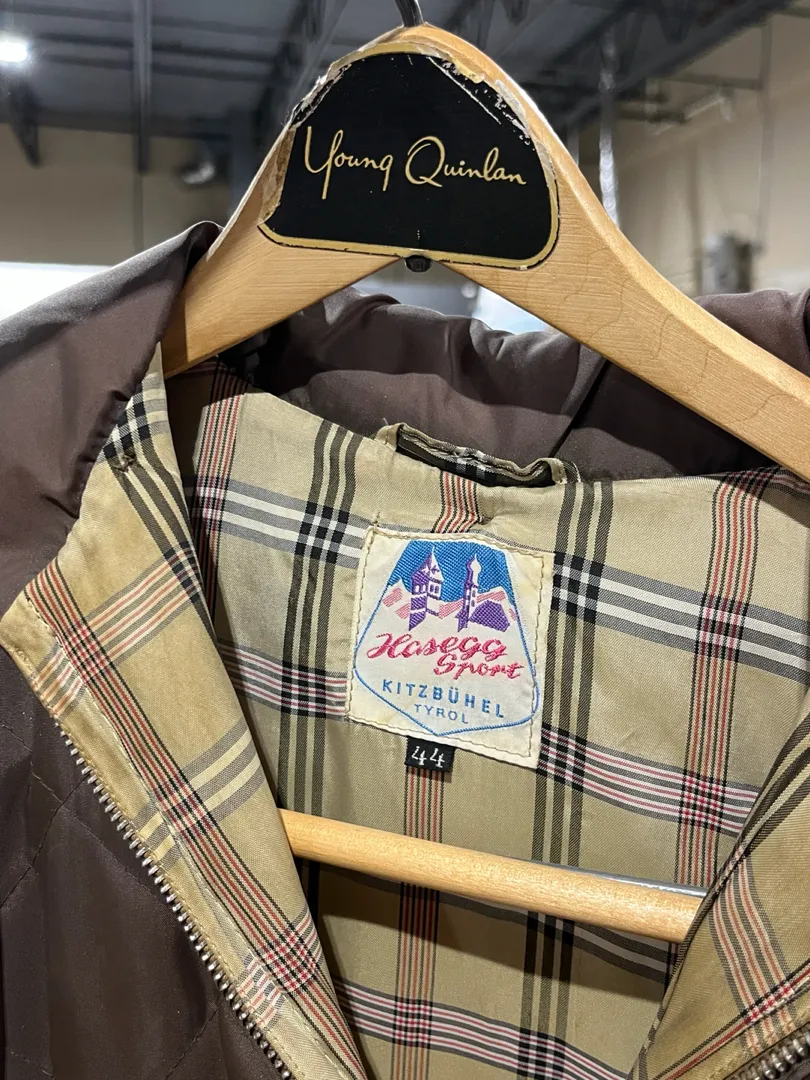 Young Quinlan
Hasegg
Sport
KITZBÜHEL
TYROL
44